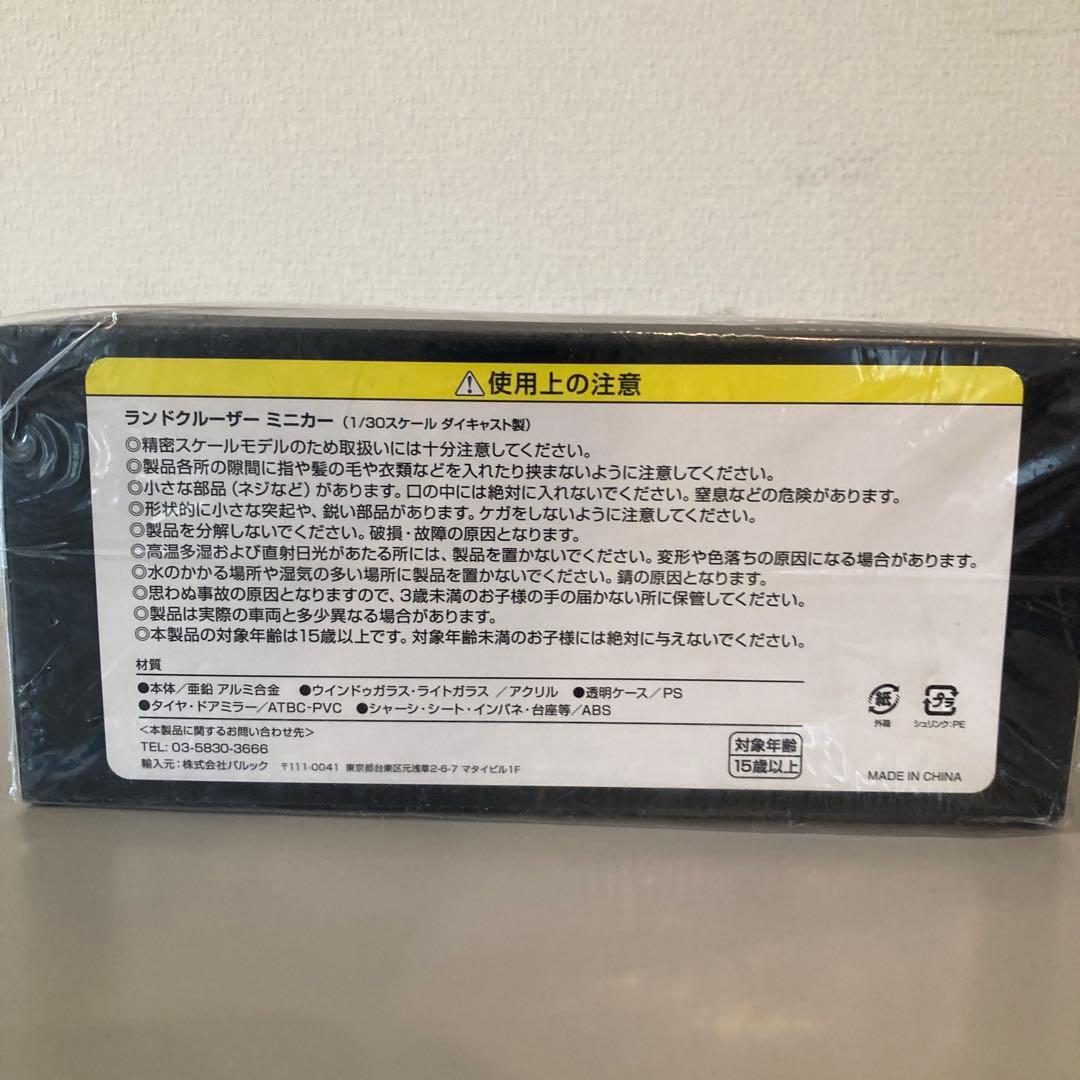 ⚠使用上の注意
ランドクルーザー ミニカー（1/30スケール ダイキャスト製）
◎精密スケールモデルのため取扱いには十分注意してください。
◎製品各所の隙間に指や髪の毛や衣類などを入れたり挟まないように注意してください。
◎小さな部品（ネジなど）があります。口の中には絶対に入れないでください。窒息などの危険があります。
◎形状的に小さな突起や、鋭い部品があります。ケガをしないように注意してください。
◎製品を分解しないでください。破損・故障の原因となります。
◎高温多湿および直射日光があたる所には、製品を置かないでください。変形や色落ちの原因になる場合があります。
◎水のかかる場所や湿気の多い場所に製品を置かないでください。錆の原因となります。
◎思わぬ事故の原因となりますので、3歳未満のお子様の手の届かない所に保管してください。
◎製品は実際の車両と多少異なる場合があります。
◎本製品の対象年齢は15歳以上です。対象年齢未満のお子様には絶対に与えないでください。
材質
●本体／亜鉛 アルミ合金 ●ウインドゥガラス・ライトガラス ／アクリル ●透明ケース／PS
●タイヤ・ドアミラー／ATBC-PVC ●シャーシ・シート・インパネ・台座等／ABS
＜本製品に関するお問い合わせ先＞
TEL: 03-5830-3666
輸入元：株式会社パルック 〒111-0041 東京都台東区元浅草2-6-7 マタイビル1F
対象年齢
15歳以上
紙
外箱
プラ
シュリンク：PE
MADE IN CHINA